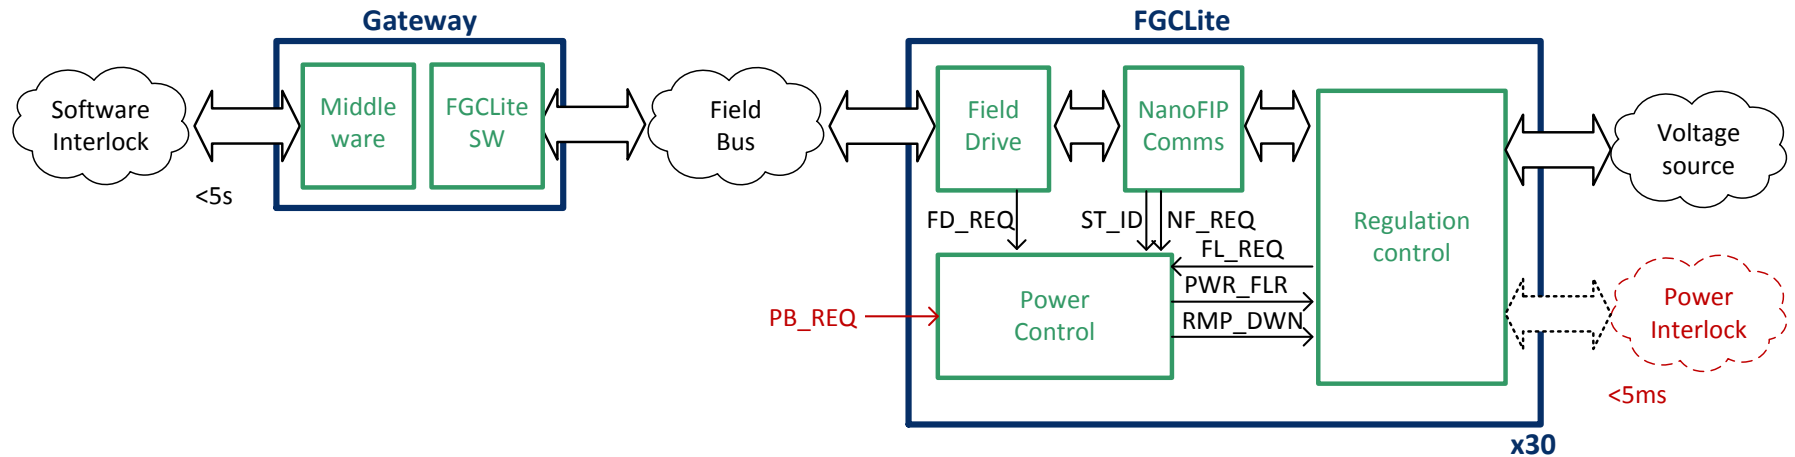 Gateway
FGCLite
Software
Interlock
<5s
Middle
ware
FGCLite
SW
Field
Bus
Field
Drive
NanoFIP
Comms
Regulation
control
Voltage
source
FD_REQ
ST_ID
NF_REQ
FL_REQ
PWR_FLR
RMP_DWN
PB_REQ
Power
Control
Power
Interlock
<5ms
x30